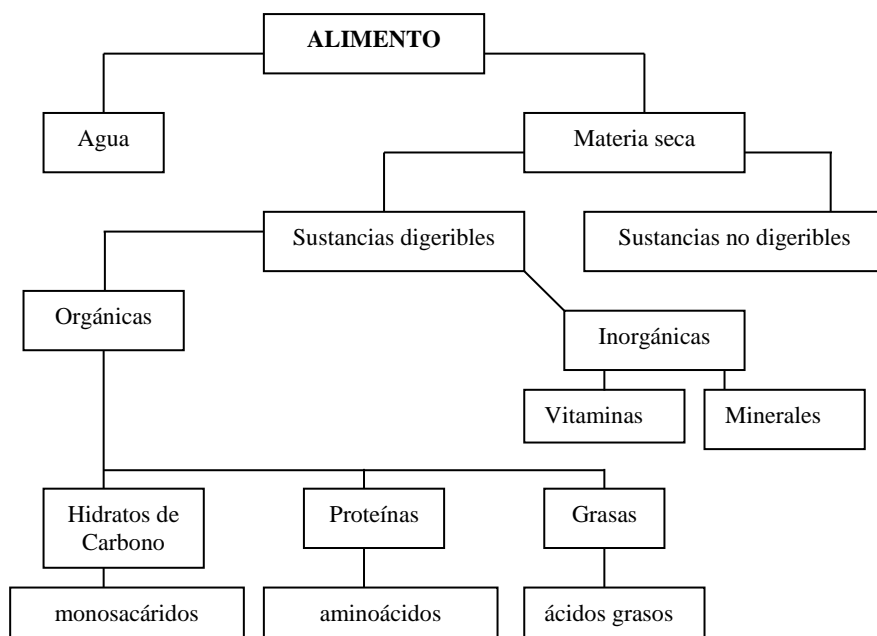 ALIMENTO
Agua
Materia seca
Sustancias digeribles
Sustancias no digeribles
Orgánicas
Inorgánicas
Vitaminas
Minerales
Hidratos de
Carbono
Proteínas
Grasas
monosacáridos
aminoácidos
ácidos grasos